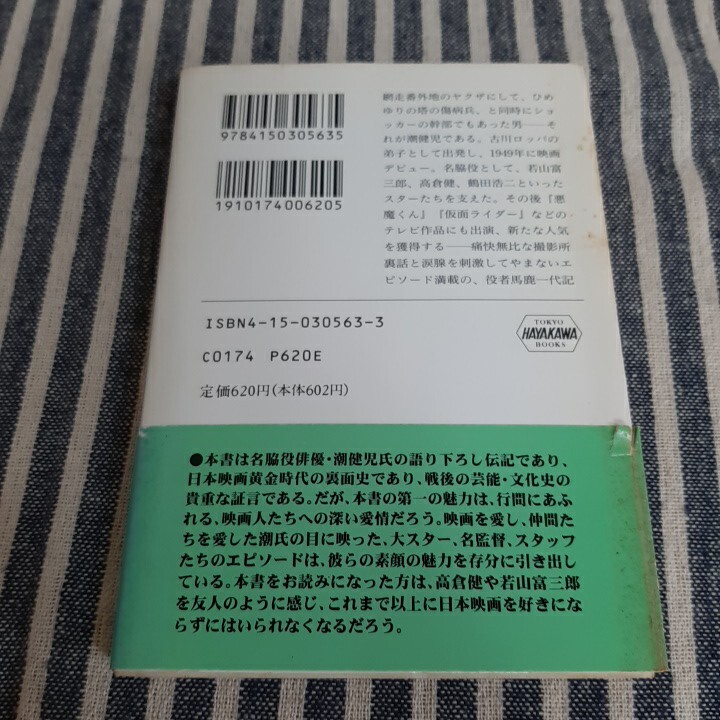 9784150305635
1910174006205
網走番外地のヤクザにして、ひめ
ゆりの塔の傷病兵、と同時にショ
ッカーの幹部でもあった男──そ
れが潮健児である。古川ロッパの
弟子として出発し、1949年に映画
デビュー。名脇役として、若山富
三郎、高倉健、鶴田浩二といった
スターたちを支えた。その後『悪
魔くん』『仮面ライダー』などの
テレビ作品にも出演、新たな人気
を獲得する──痛快無比な撮影所
裏話と涙腺を刺激してやまないエ
ピソード満載の、役者馬鹿一代記
ISBN4-15-030563-3
C0174 P620E
定価620円(本体602円)
TOKYO
HAYAKAWA
BOOKS
●本書は名脇役俳優・潮健児氏の語り下ろし伝記であり、
日本映画黄金時代の裏面史であり、戦後の芸能・文化史の
貴重な証言である。だが、本書の第一の魅力は、行間にあふ
れる、映画人たちへの深い愛情だろう。映画を愛し、仲間た
ちを愛した潮氏の目に映った、大スター、名監督、スタッフ
たちのエピソードは、彼らの素顔の魅力を存分に引き出し
ている。本書をお読みになった方は、高倉健や若山富三郎
を友人のように感じ、これまで以上に日本映画を好きにな
らずにはいられなくなるだろう。